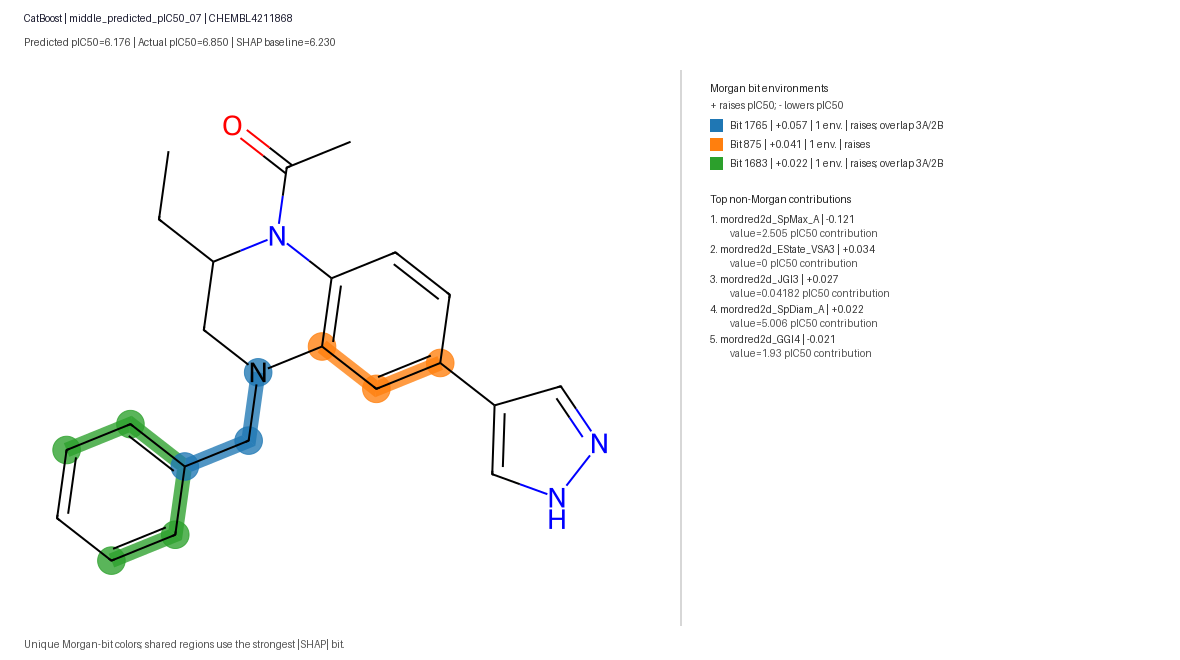 CatBoost | middle_predicted_pIC50_07 | CHEMBL4211868
Predicted pIC50=6.176 | Actual pIC50=6.850 | SHAP baseline=6.230
Morgan bit environments
+ raises pIC50; - lowers pIC50
Bit 1765 | +0.057 | 1 env. | raises; overlap 3A/2B
Bit 875 | +0.041 | 1 env. | raises
Bit 1683 | +0.022 | 1 env. | raises; overlap 3A/2B
Top non-Morgan contributions
1. mordred2d_SpMax_A | -0.121
value=2.505 pIC50 contribution
2. mordred2d_EState_VSA3 | +0.034
value=0 pIC50 contribution
3. mordred2d_JGI3 | +0.027
value=0.04182 pIC50 contribution
4. mordred2d_SpDiam_A | +0.022
value=5.006 pIC50 contribution
5. mordred2d_GGI4 | -0.021
value=1.93 pIC50 contribution
O
N
N
N
N
H
Unique Morgan-bit colors; shared regions use the strongest |SHAP| bit.